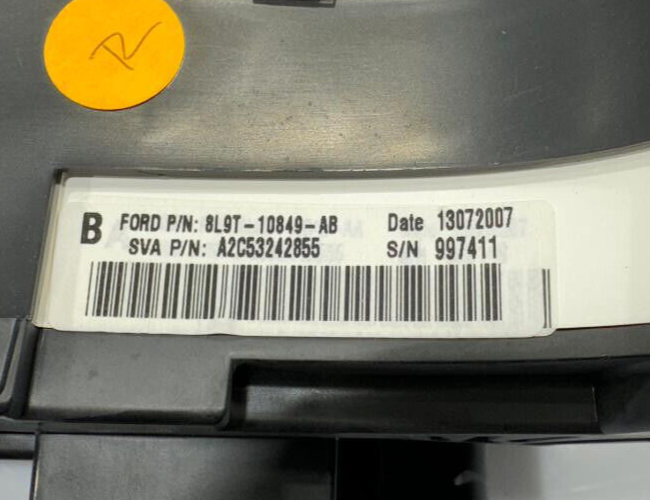 R
B FORD P/N: 8L9T-10849-AB Date 13072007
SVA P/N: A2C53242855 S/N 997411